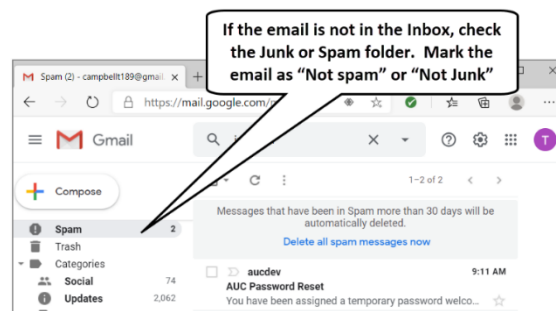 If the email is not in the Inbox, check
the Junk or Spam folder.  Mark the
email as “Not spam” or “Not Junk”
Spam (2) - campbellt189@gmail.
https://mail.google.com/
Gmail
Compose
1–2 of 2
Messages that have been in Spam more than 30 days will be
automatically deleted.
Delete all spam messages now
Spam 2
Trash
Categories
Social 74
Updates 2,062
aucdev 9:11 AM
AUC Password Reset
You have been assigned a temporary password welco...
T